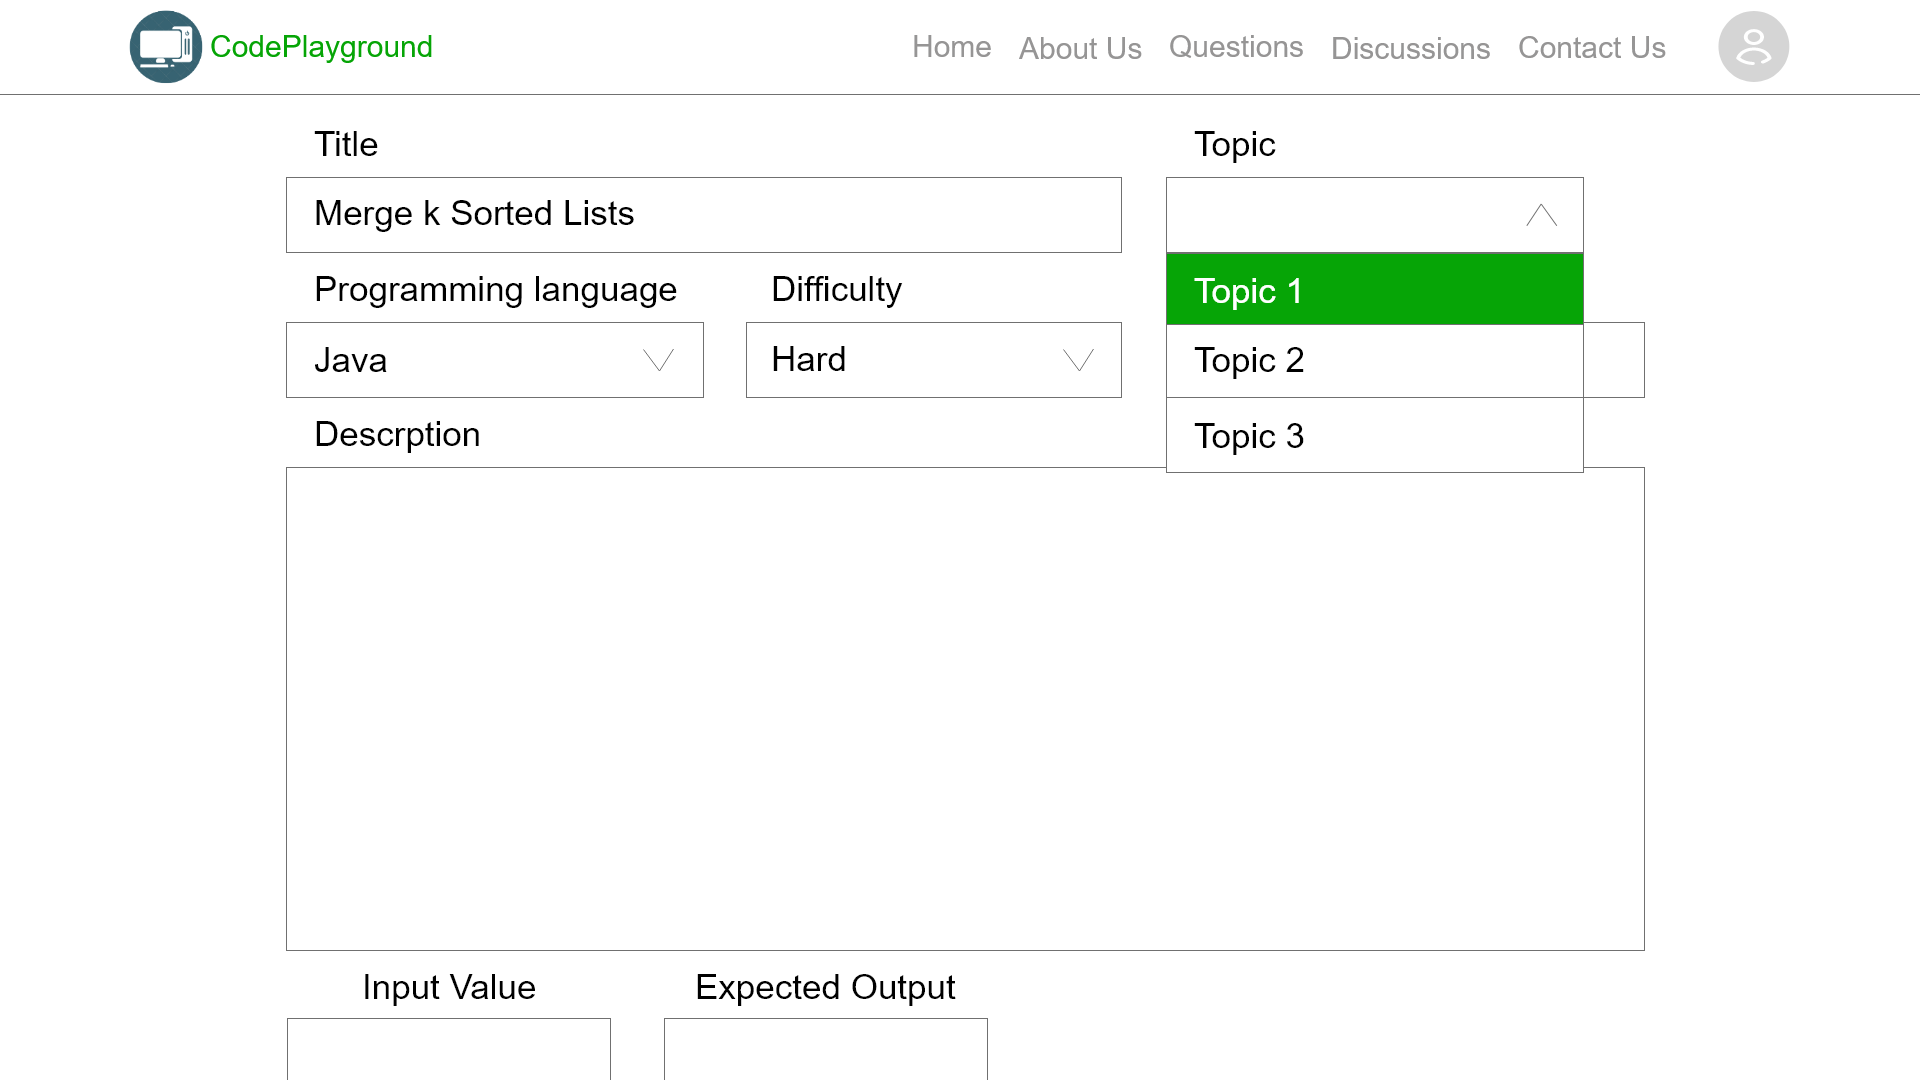 CodePlayground
Home About Us Questions Discussions Contact Us
Title
Topic
Merge k Sorted Lists
Programming language
Difficulty
Topic 1
Java
Hard
Topic 2
Descrption
Topic 3
Input Value
Expected Output